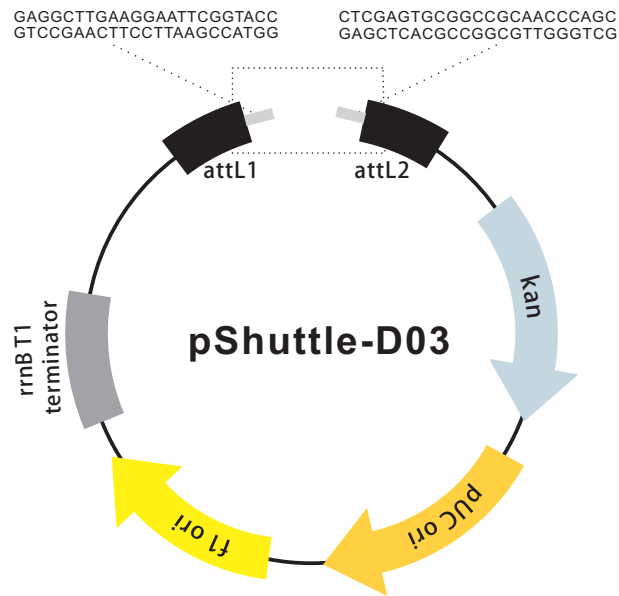 GAGGCTTGAAGGAATTCGGTACC
GTCCGAACTTCCTTAAGCCATGG
CTCGAGTGCGGCCGCAACCCAGC
GAGCTCACGCCGGCGTTGGGTCG
attL1
attL2
kan
rrnB T1
terminator
pShuttle-D03
pUC ori
f1 ori